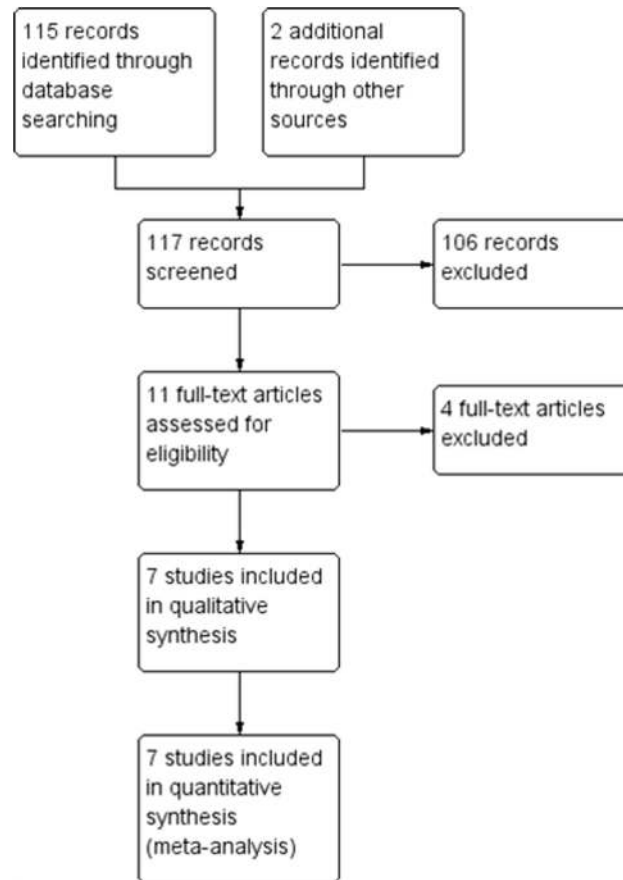 115 records
identified through
database
searching
2 additional
records identified
through other
sources
117 records
screened
106 records
excluded
11 full-text articles
assessed for
eligibility
4 full-text articles
excluded
7 studies included
in qualitative
synthesis
7 studies included
in quantitative
synthesis
(meta-analysis)